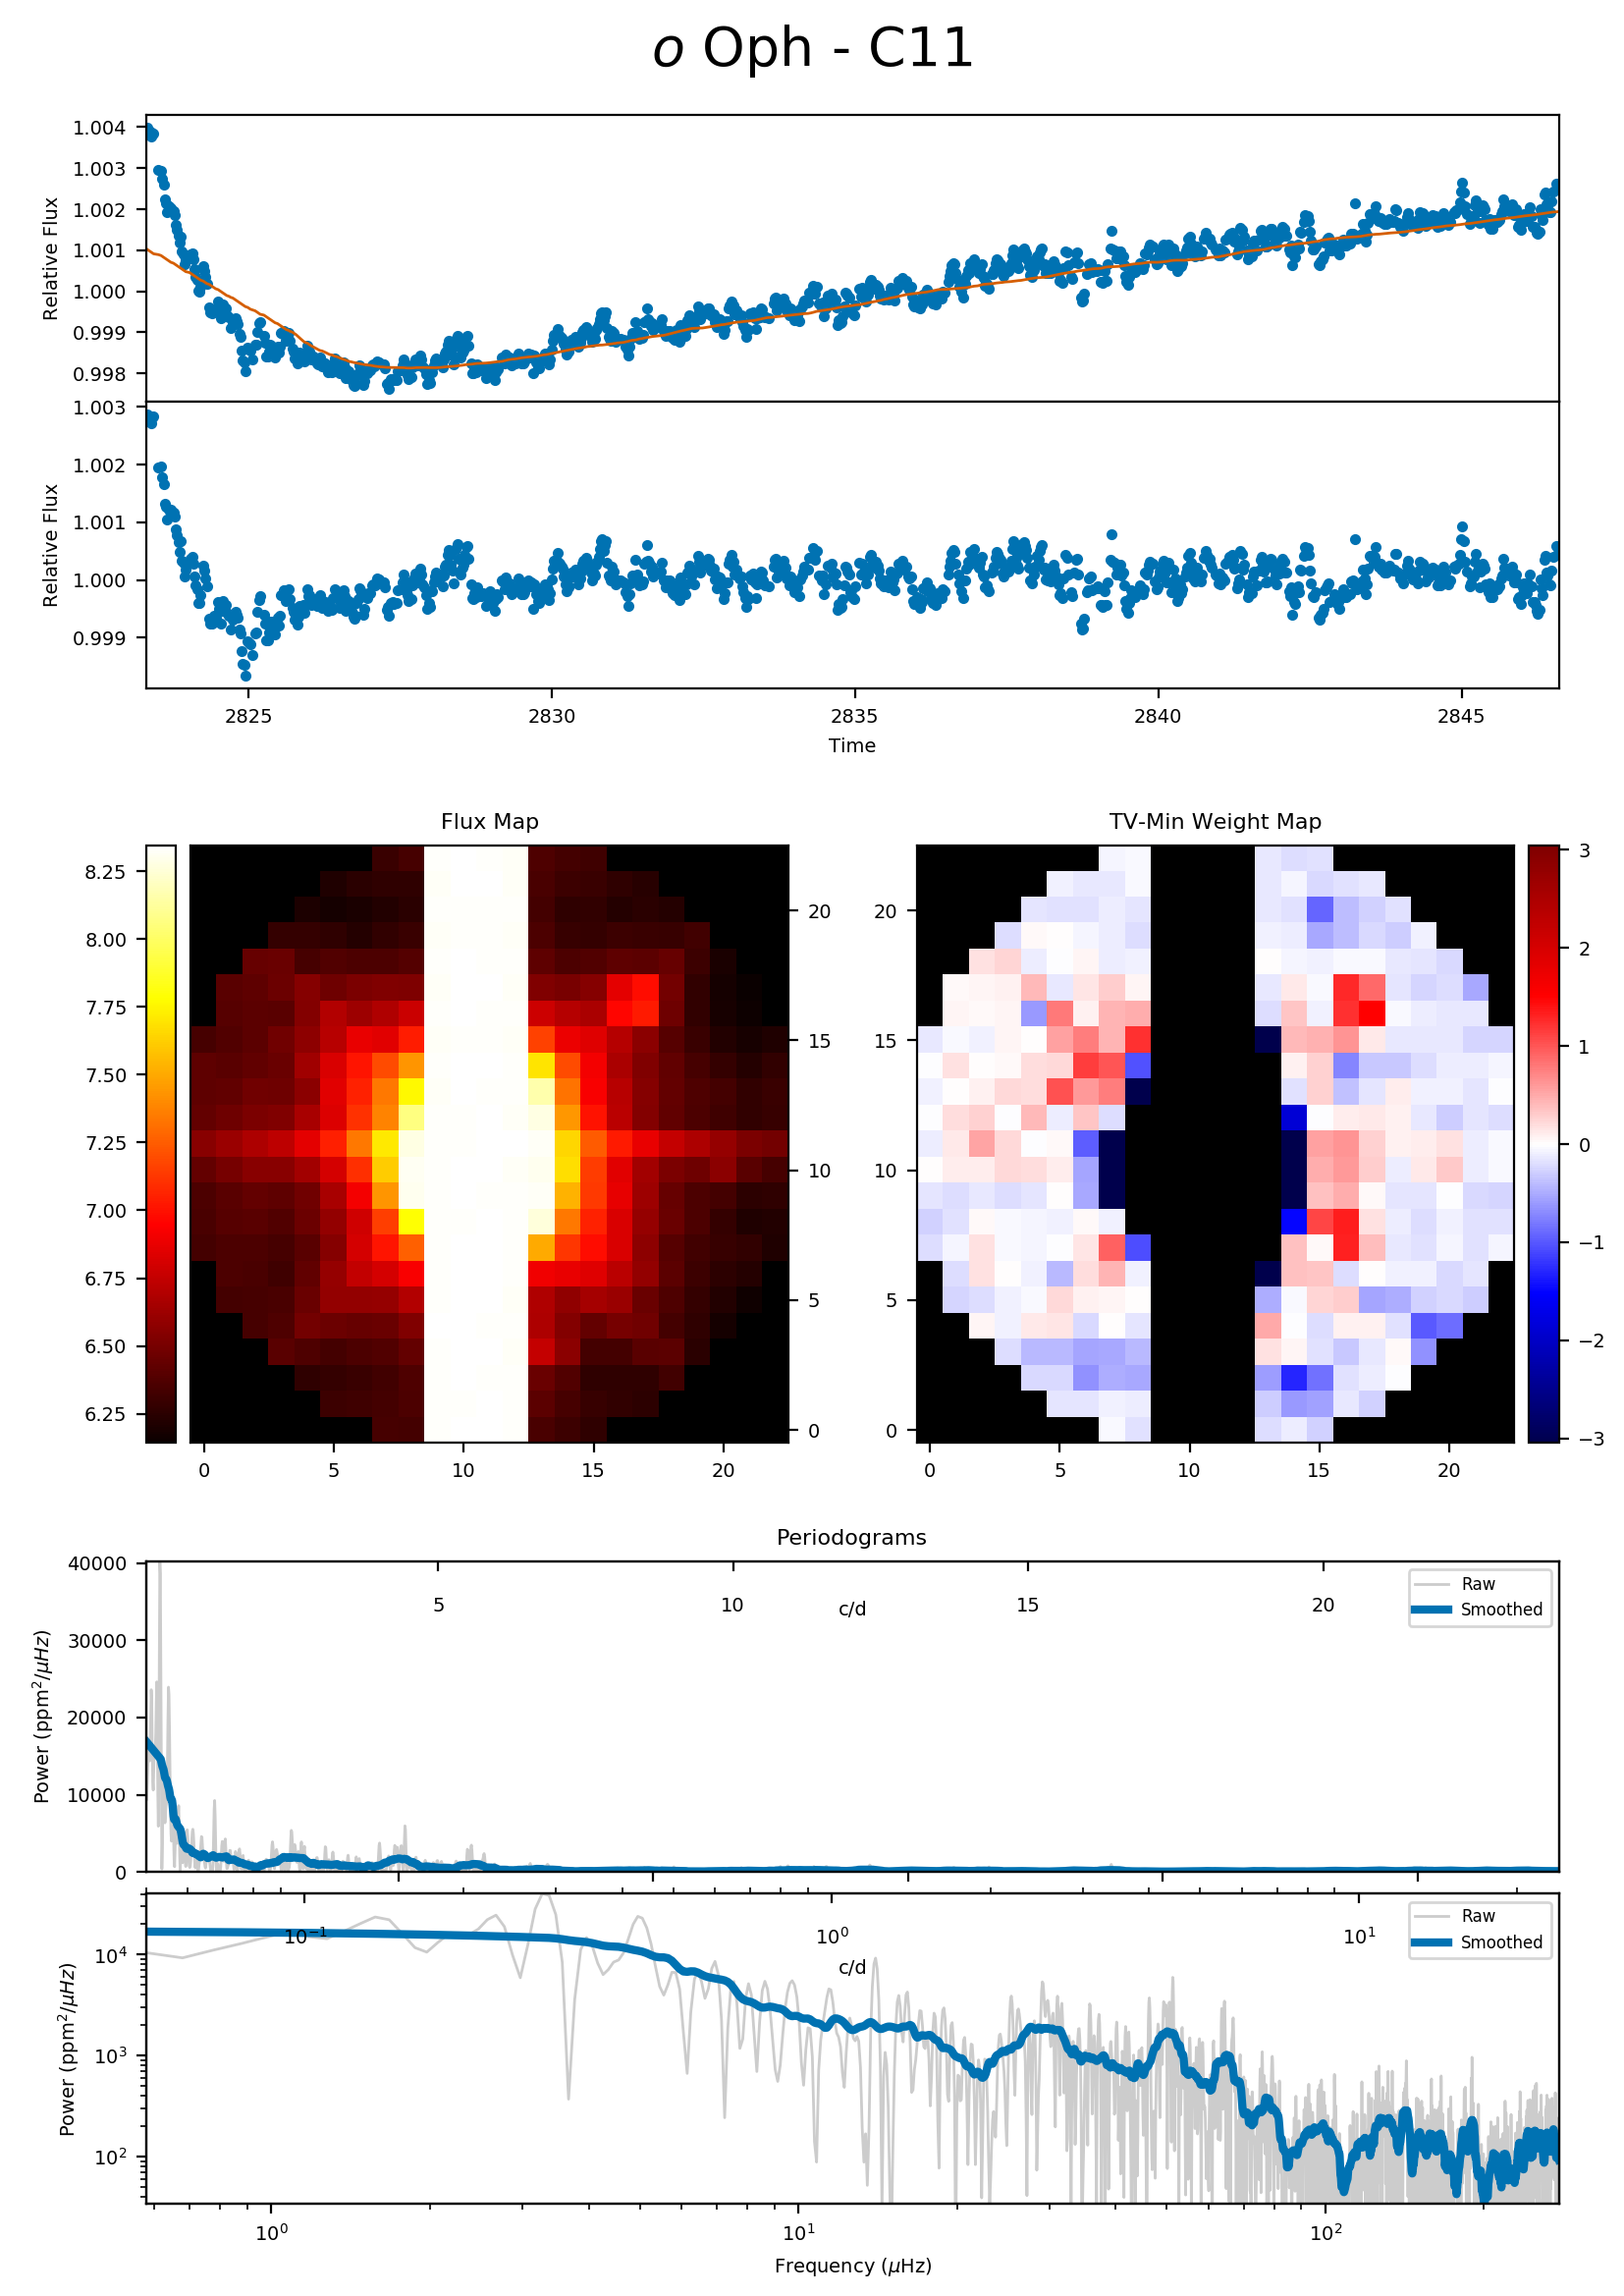 o Oph - C11
1.004
1.003
1.002
1.001
1.000
0.999
0.998
Relative Flux
1.003
1.002
1.001
1.000
0.999
Relative Flux
2825 2830 2835 2840 2845
Time
Flux Map
TV-Min Weight Map
8.25
8.00
7.75
7.50
7.25
7.00
6.75
6.50
6.25
20
15
10
5
0
0 5 10 15 20
20
15
10
5
0
0 5 10 15 20
3
2
1
0
−1
−2
−3
Periodograms
40000
30000
20000
10000
0
Power (ppm²/μHz)
5 10 15 20
c/d
Raw
Smoothed
10⁴
10³
10²
Power (ppm²/μHz)
10⁻¹ 10⁰ 10¹
c/d
Raw
Smoothed
10⁰ 10¹ 10²
Frequency (μHz)